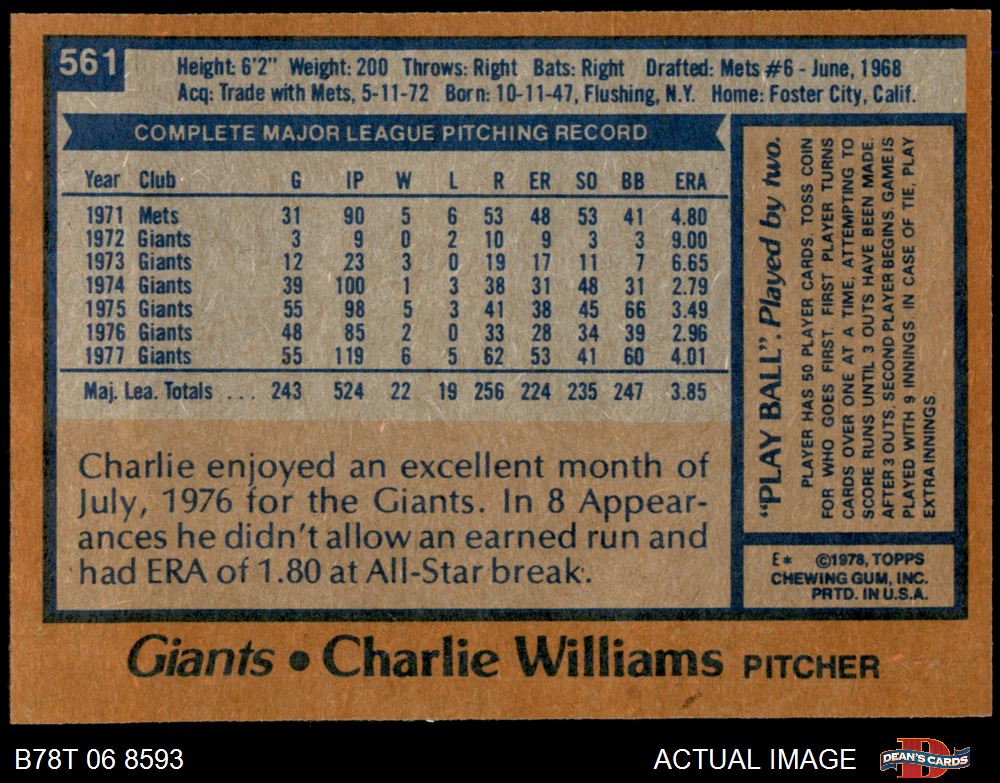 561
Height: 6'2" Weight: 200 Throws: Right Bats: Right Drafted: Mets #6 - June, 1968
Acq: Trade with Mets, 5-11-72 Born: 10-11-47, Flushing, N.Y. Home: Foster City, Calif.
COMPLETE MAJOR LEAGUE PITCHING RECORD
Year Club G IP W L R ER SO BB ERA
1971 Mets 31 90 5 6 53 48 53 41 4.80
1972 Giants 3 9 0 2 10 9 3 3 9.00
1973 Giants 12 23 3 0 19 17 11 7 6.65
1974 Giants 39 100 1 3 38 31 48 31 2.79
1975 Giants 55 98 5 3 41 38 45 66 3.49
1976 Giants 48 85 2 0 33 28 34 39 2.96
1977 Giants 55 119 6 5 62 53 41 60 4.01
Maj. Lea. Totals ... 243 524 22 19 256 224 235 247 3.85
Charlie enjoyed an excellent month of
July, 1976 for the Giants. In 8 Appear-
ances he didn't allow an earned run and
had ERA of 1.80 at All-Star break.
"PLAY BALL". Played by two.
PLAYER HAS 50 PLAYER CARDS. TOSS COIN
FOR WHO GOES FIRST. FIRST PLAYER TURNS
CARDS OVER ONE AT A TIME, ATTEMPTING TO
SCORE RUNS UNTIL 3 OUTS HAVE BEEN MADE.
AFTER 3 OUTS, SECOND PLAYER BEGINS. GAME IS
PLAYED WITH 9 INNINGS. IN CASE OF TIE, PLAY
EXTRA INNINGS.
E* ©1978, TOPPS
CHEWING GUM, INC.
PRTD. IN U.S.A.
Giants • Charlie Williams PITCHER
B78T 06 8593 ACTUAL IMAGE DEAN'S CARDS